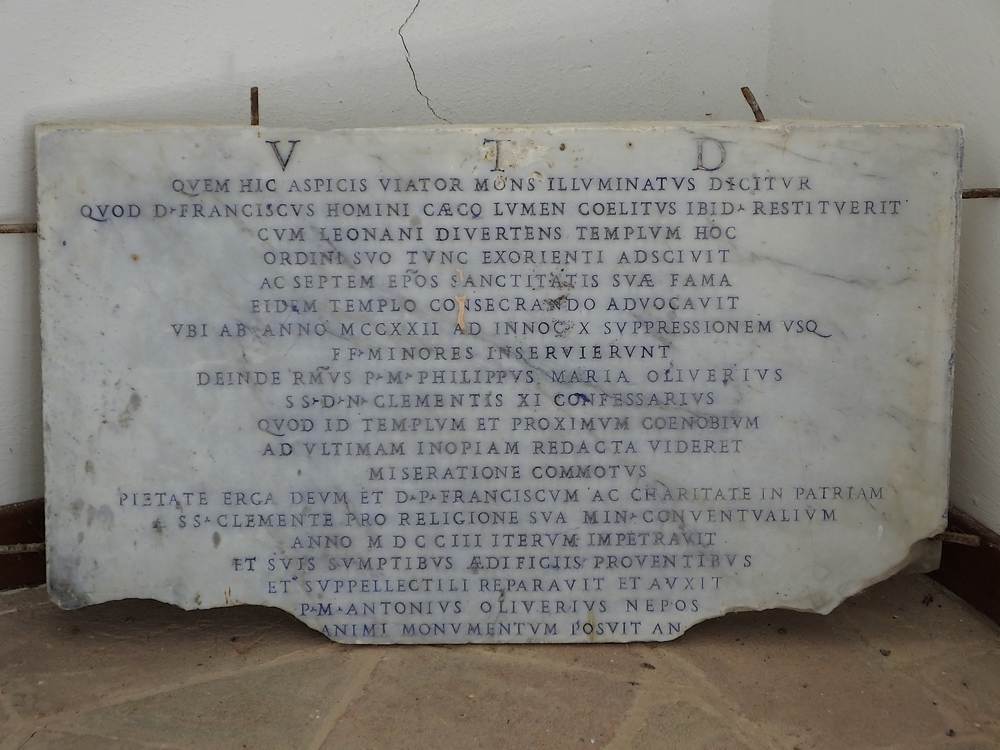 V T D
QVEM HIC ASPICIS VIATOR MONS ILLVMINATVS DICITVR
QVOD D FRANCISCVS HOMINI CÆCO LVMEN COELITVS IBID RESTITVERIT
CVM LEONANI DIVERTENS TEMPLVM HOC
ORDINI SVO TVNC EXORIENTI ADSCIVIT
AC SEPTEM EPO͂S SANCTITATIS SVÆ FAMA
EIDEM TEMPLO CONSECRANDO ADVOCAVIT
VBI AB ANNO MCCXXII AD INNOC X SVPPRESSIONEM VSQ
FF MINORES INSERVIERVNT
DEINDE RM͂VS P M PHILIPPVS MARIA OLIVERIVS
SS D N CLEMENTIS XI CONFESSARIVS
QVOD ID TEMPLVM ET PROXIMVM COENOBIVM
AD VLTIMAM INOPIAM REDACTA VIDERET
MISERATIONE COMMOTVS
PIETATE ERGA DEVM ET D P FRANCISCVM AC CHARITATE IN PATRIAM
A SS CLEMENTE PRO RELIGIONE SVA MIN CONVENTVALIVM
ANNO MDCCIII ITERVM IMPETRAVIT
ET SVIS SVMPTIBVS ÆDIFICIIS PROVENTIBVS
ET SVPPELLECTILI REPARAVIT ET AVXIT
P M ANTONIVS OLIVERIVS NEPOS
ANIMI MONVMENTVM POSVIT AN